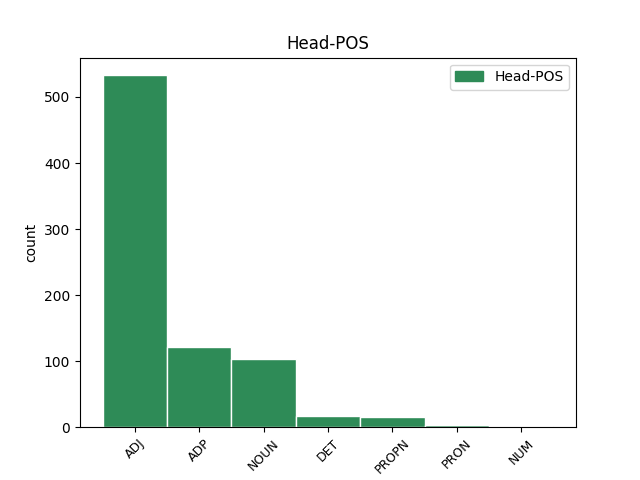 Head-POS
Head-POS
500
400
300
200
100
0
count
ADJ
ADP
NOUN
DET
PROPN
PRON
NUM